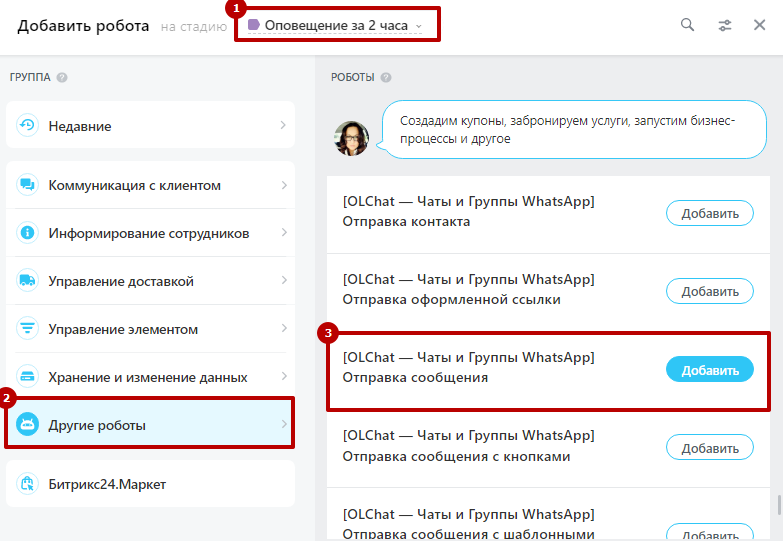 1
Добавить робота на стадию Оповещение за 2 часа
ГРУППА ?
Недавние
Коммуникация с клиентом
Информирование сотрудников
Управление доставкой
Управление элементом
Хранение и изменение данных
2
Другие роботы
Битрикс24.Маркет
РОБОТЫ ?
Создадим купоны, забронируем услуги, запустим бизнес-
процессы и другое
[OLChat — Чаты и Группы WhatsApp]
Отправка контакта
Добавить
[OLChat — Чаты и Группы WhatsApp]
Отправка оформленной ссылки
Добавить
3
[OLChat — Чаты и Группы WhatsApp]
Отправка сообщения
Добавить
[OLChat — Чаты и Группы WhatsApp]
Отправка сообщения с кнопками
Добавить
[OLChat — Чаты и Группы WhatsApp]
Отправка сообщения с шаблонными
Добавить